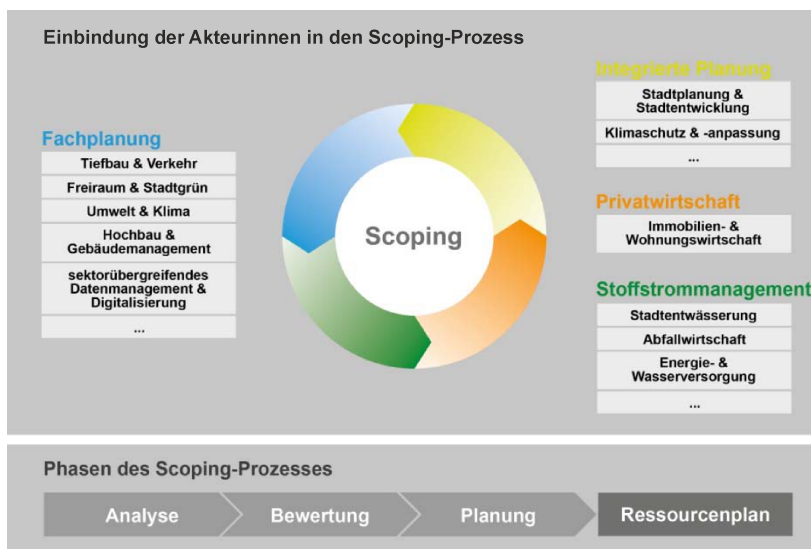 Einbindung der Akteurinnen in den Scoping-Prozess
Fachplanung
Tiefbau & Verkehr
Freiraum & Stadtgrün
Umwelt & Klima
Hochbau &
Gebäudemanagement
sektorübergreifendes
Datenmanagement &
Digitalisierung
...
Scoping
Integrierte Planung
Stadtplanung &
Stadtentwicklung
Klimaschutz & -anpassung
...
Privatwirtschaft
Immobilien- &
Wohnungswirtschaft
Stoffstrommanagement
Stadtentwässerung
Abfallwirtschaft
Energie- &
Wasserversorgung
...
Phasen des Scoping-Prozesses
Analyse
Bewertung
Planung
Ressourcenplan